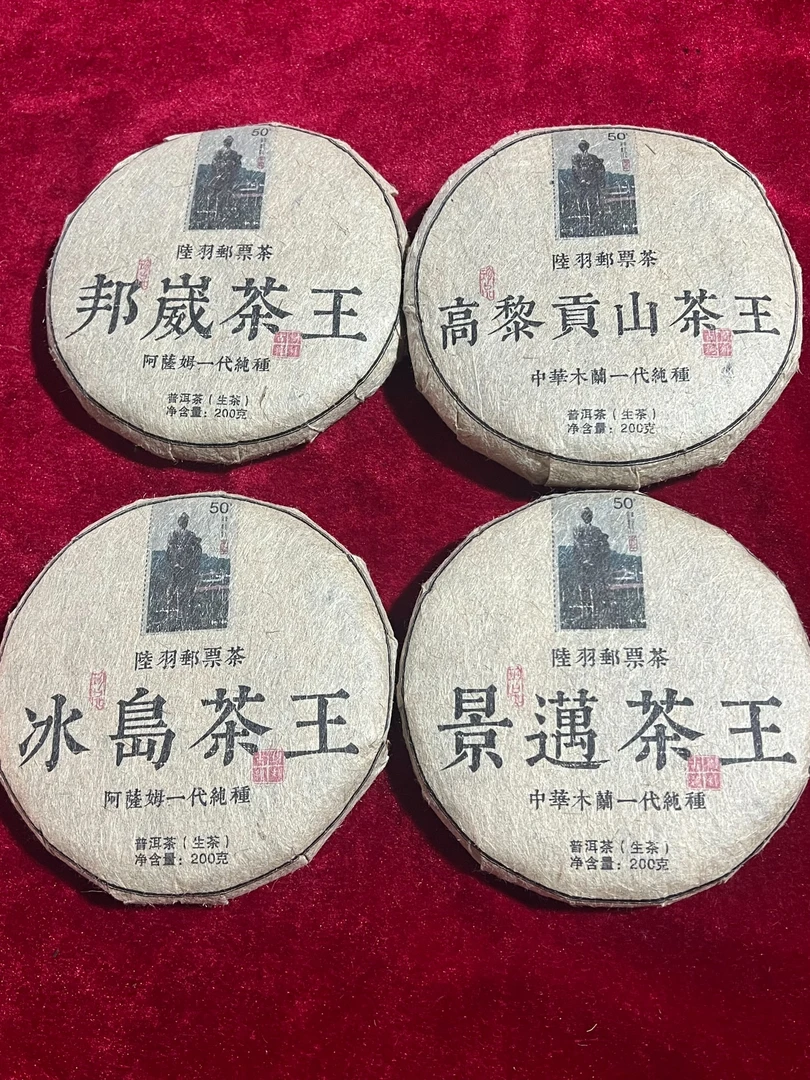 50
陸羽郵票茶
邦崴茶王
阿薩姆一代純種
普洱茶（生茶）
净含量：200克
50
陸羽郵票茶
高黎貢山茶王
中華木蘭一代純種
普洱茶（生茶）
净含量：200克
50
陸羽郵票茶
冰島茶王
阿薩姆一代純種
普洱茶（生茶）
净含量：200克
50
陸羽郵票茶
景邁茶王
中華木蘭一代純種
普洱茶（生茶）
净含量：200克